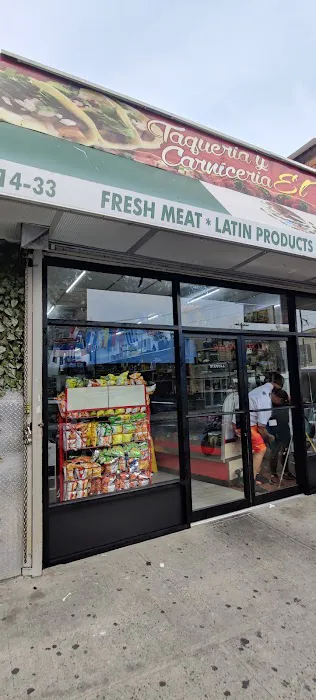 Taqueria y
Carniceria El
14-33 FRESH MEAT * LATIN PRODUCTS